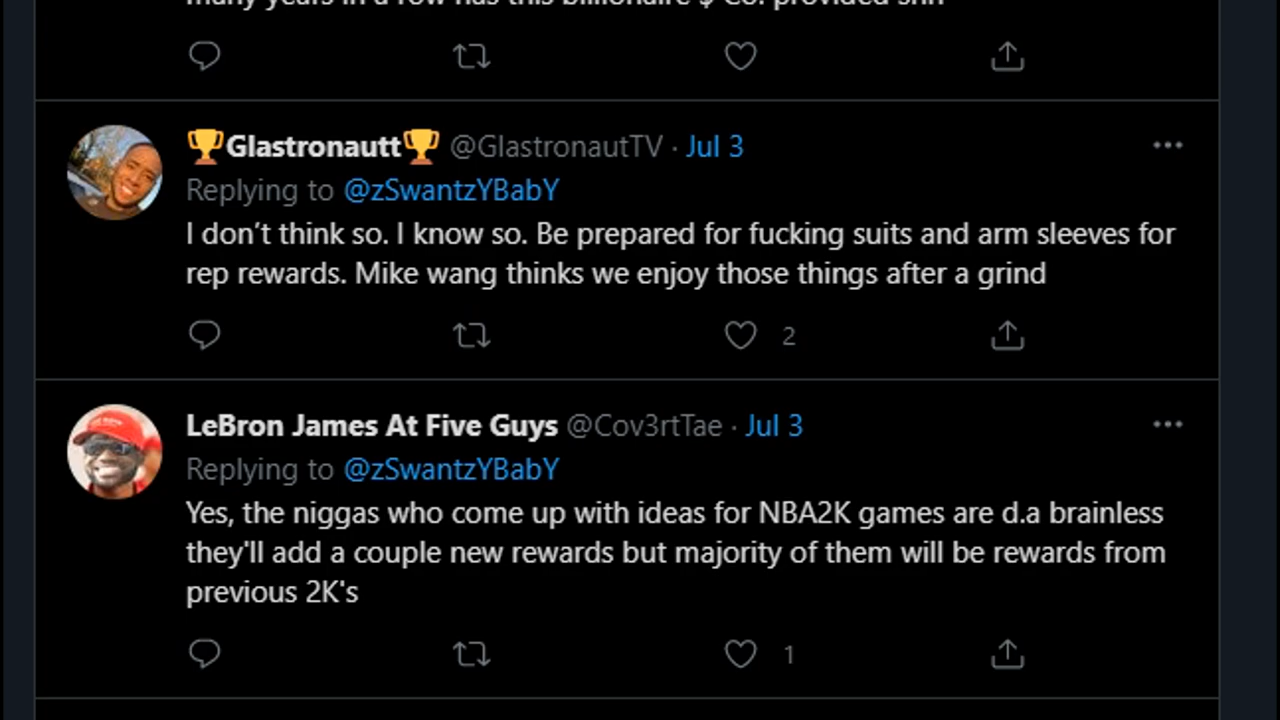 many years in a row has this billionaire $ Co. provided shit
🏆Glastronautt🏆 @GlastronautTV · Jul 3
Replying to @zSwantzYBabY
I don’t think so. I know so. Be prepared for fucking suits and arm sleeves for
rep rewards. Mike wang thinks we enjoy those things after a grind
2
LeBron James At Five Guys @Cov3rtTae · Jul 3
Replying to @zSwantzYBabY
Yes, the niggas who come up with ideas for NBA2K games are d.a brainless
they'll add a couple new rewards but majority of them will be rewards from
previous 2K's
1